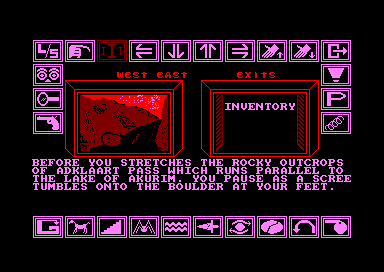 L/S
WEST EAST
EXITS
INVENTORY
BEFORE YOU STRETCHES THE ROCKY OUTCROPS
OF ADKLAART PASS WHICH RUNS PARALLEL TO
THE LAKE OF AKURIM. YOU PAUSE AS A SCREE
TUMBLES ONTO THE BOULDER AT YOUR FEET.